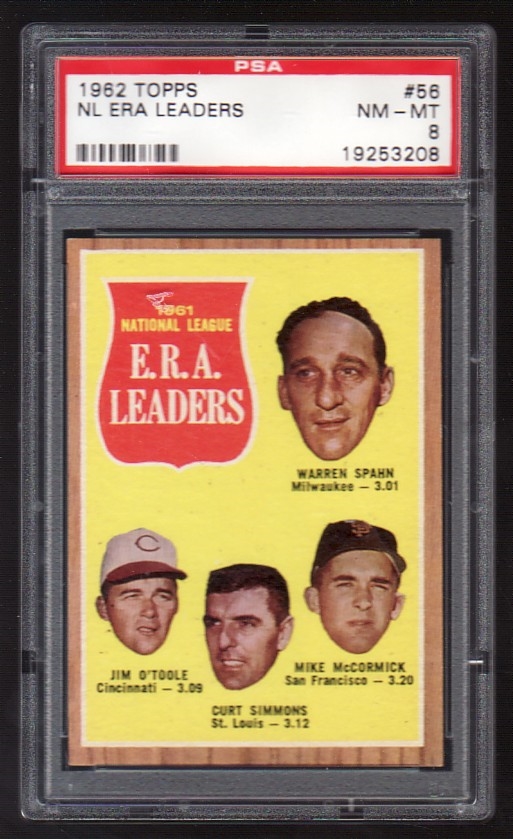 PSA
1962 TOPPS #56
NL ERA LEADERS NM-MT
8
19253208
1961
NATIONAL LEAGUE
E.R.A.
LEADERS
WARREN SPAHN
Milwaukee - 3.01
C
SF
JIM O'TOOLE
Cincinnati - 3.09
MIKE McCORMICK
San Francisco - 3.20
CURT SIMMONS
St. Louis - 3.12